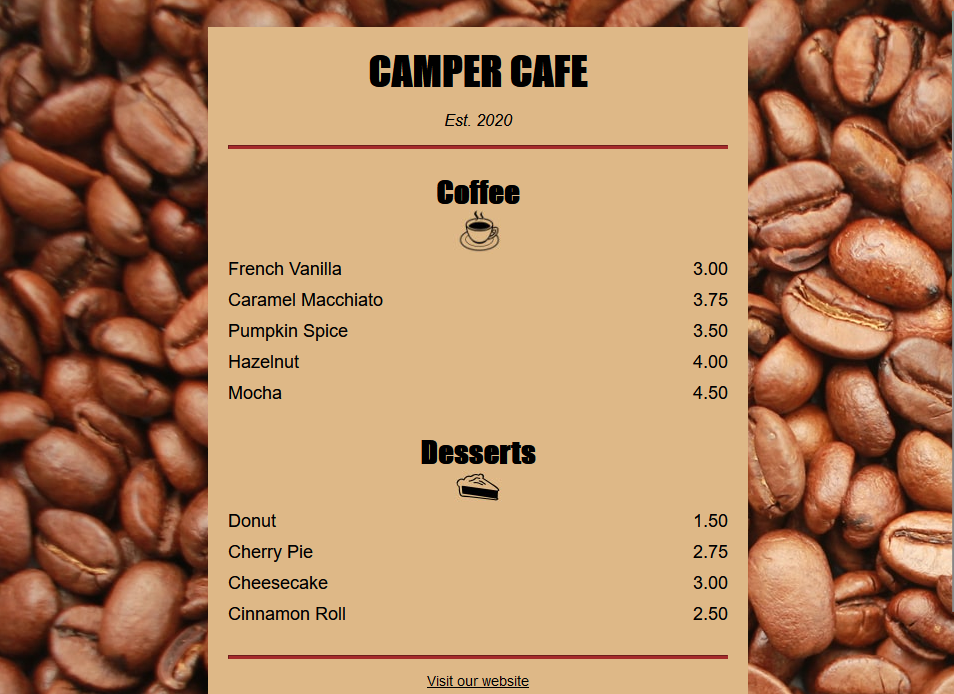 CAMPER CAFE
Est. 2020
Coffee
French Vanilla 3.00
Caramel Macchiato 3.75
Pumpkin Spice 3.50
Hazelnut 4.00
Mocha 4.50
Desserts
Donut 1.50
Cherry Pie 2.75
Cheesecake 3.00
Cinnamon Roll 2.50
Visit our website